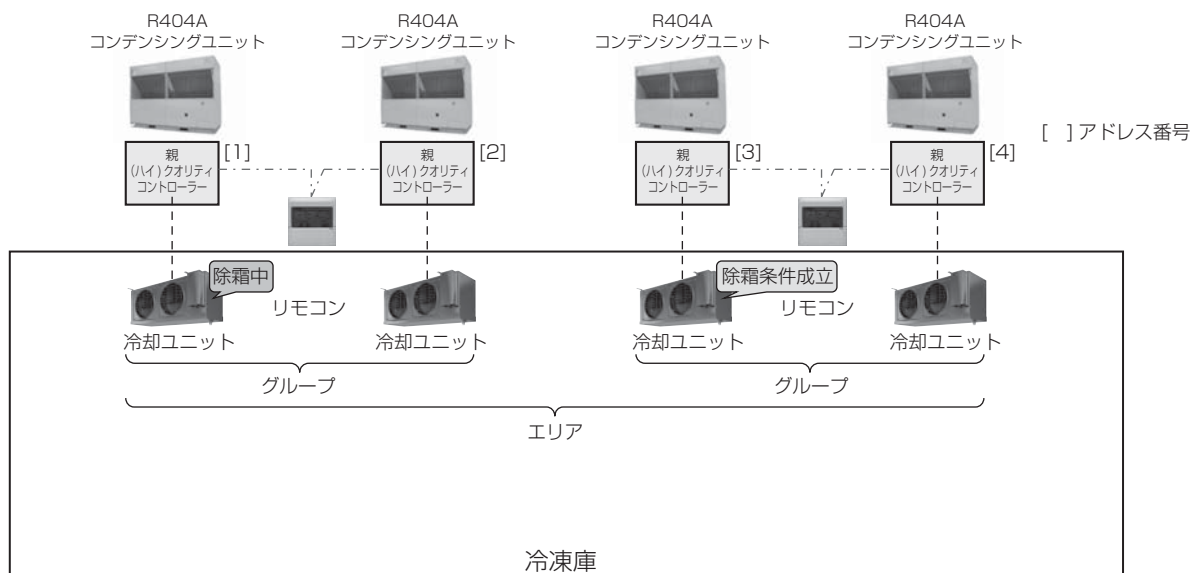 R404A
コンデンシングユニット
R404A
コンデンシングユニット
R404A
コンデンシングユニット
R404A
コンデンシングユニット
[ ]アドレス番号
親
(ハイ)クオリティ
コントローラー
[1]
親
(ハイ)クオリティ
コントローラー
[2]
親
(ハイ)クオリティ
コントローラー
[3]
親
(ハイ)クオリティ
コントローラー
[4]
除霜中
リモコン
除霜条件成立
リモコン
冷却ユニット
冷却ユニット
冷却ユニット
冷却ユニット
グループ
グループ
エリア
冷凍庫